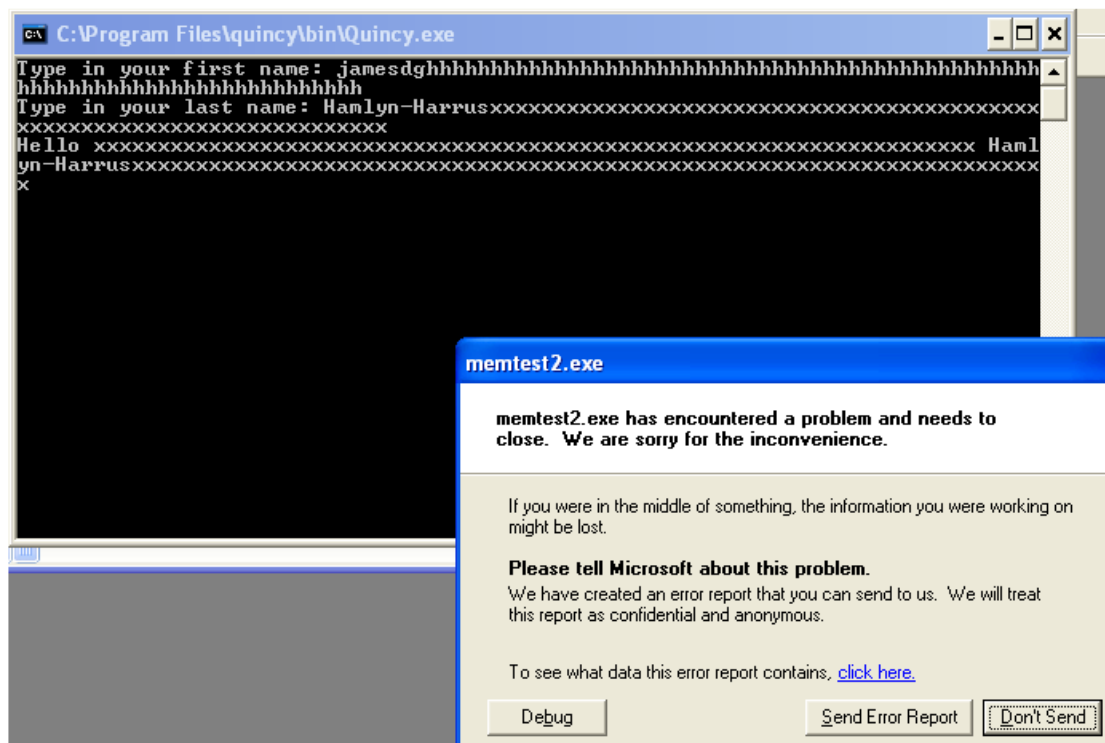 C:\Program Files\quincy\bin\Quincy.exe
Type in your first name: jamesdghhhhhhhhhhhhhhhhhhhhhhhhhhhhhhhhhhhhhhhhhhhhhhhh
hhhhhhhhhhhhhhhhhhhhhhhhhhh
Type in your last name: Hamlyn-Harrusxxxxxxxxxxxxxxxxxxxxxxxxxxxxxxxxxxxxxxxxxxx
xxxxxxxxxxxxxxxxxxxxxxxxxxxxx
Hello xxxxxxxxxxxxxxxxxxxxxxxxxxxxxxxxxxxxxxxxxxxxxxxxxxxxxxxxxxxxxxxxxxxxx Haml
yn-Harrusxxxxxxxxxxxxxxxxxxxxxxxxxxxxxxxxxxxxxxxxxxxxxxxxxxxxxxxxxxxxxxxxxxxxxxx
x
memtest2.exe
memtest2.exe has encountered a problem and needs to
close. We are sorry for the inconvenience.
If you were in the middle of something, the information you were working on
might be lost.
Please tell Microsoft about this problem.
We have created an error report that you can send to us. We will treat
this report as confidential and anonymous.
To see what data this error report contains, click here.
Debug Send Error Report Don't Send